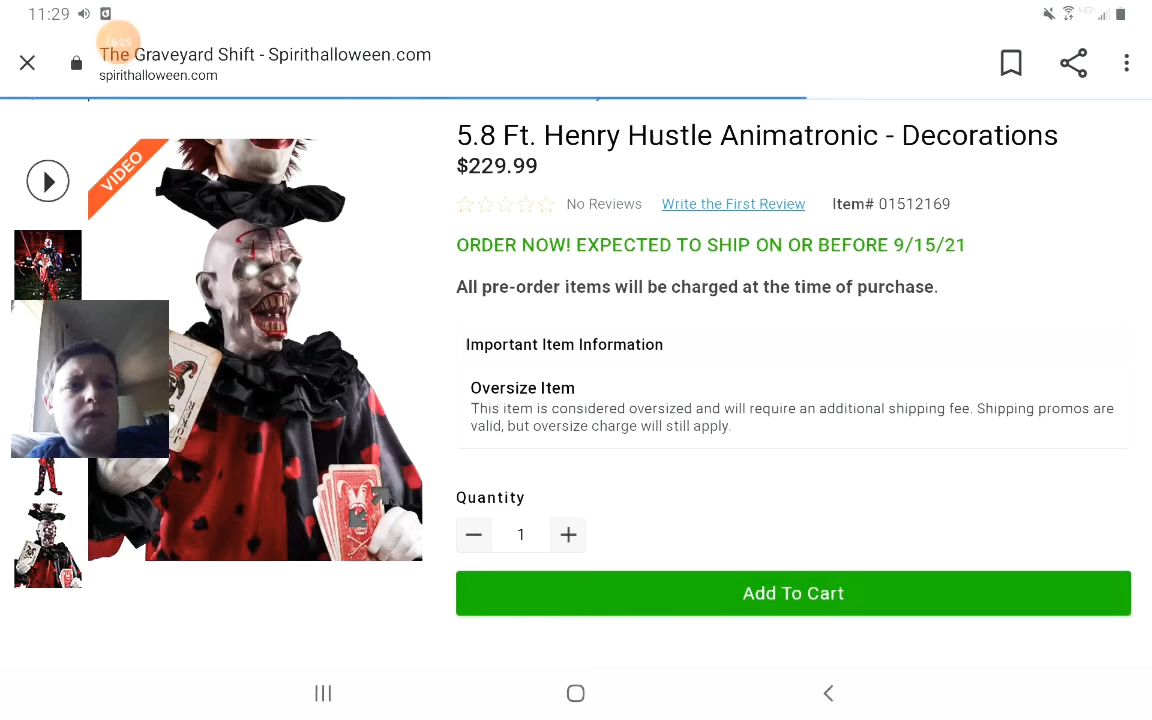 11:29
The Graveyard Shift - Spirithalloween.com
spirithalloween.com
VIDEO
5.8 Ft. Henry Hustle Animatronic - Decorations
$229.99
No Reviews Write the First Review Item# 01512169
ORDER NOW! EXPECTED TO SHIP ON OR BEFORE 9/15/21
All pre-order items will be charged at the time of purchase.
Important Item Information
Oversize Item
This item is considered oversized and will require an additional shipping fee. Shipping promos are
valid, but oversize charge will still apply.
JOKER
Quantity
1
Add To Cart